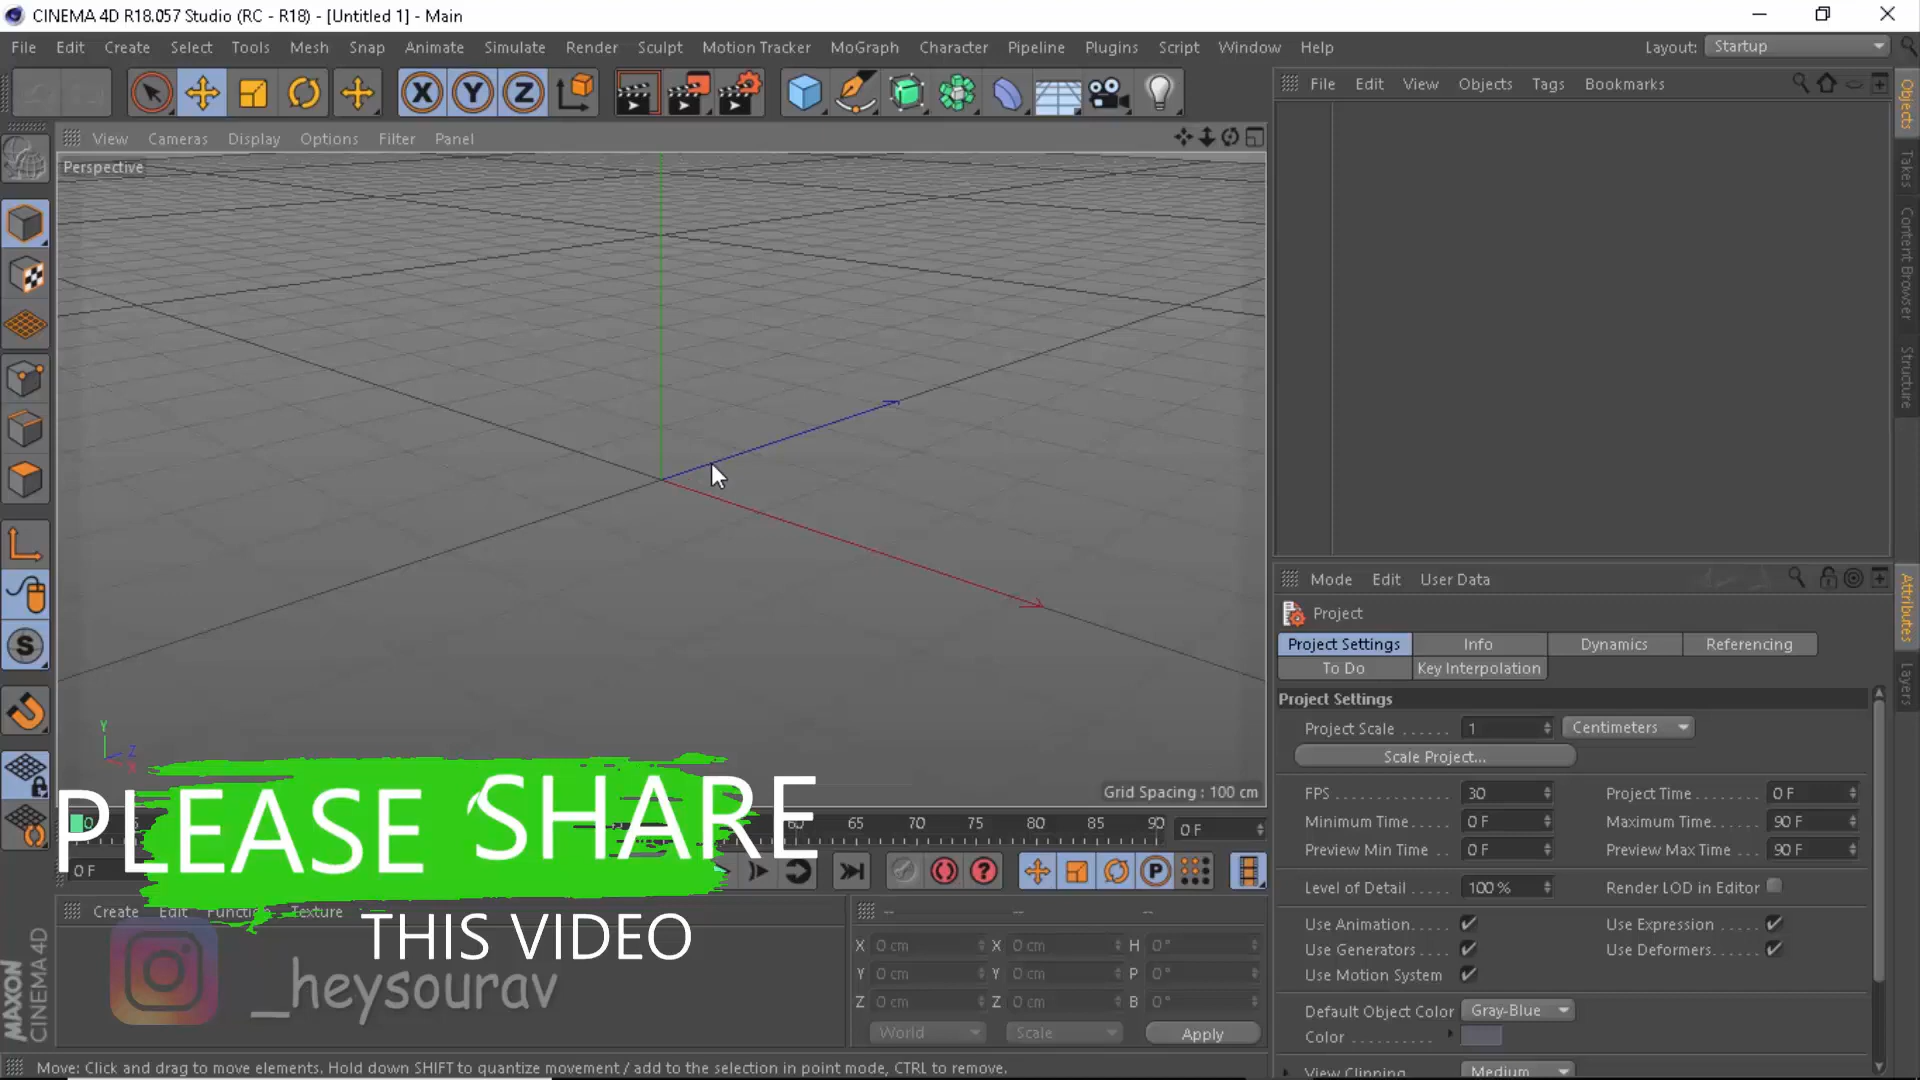 CINEMA 4D R18.057 Studio (RC - R18) - [Untitled 1] - Main
File Edit Create Select Tools Mesh Snap Animate Simulate Render Sculpt Motion Tracker MoGraph Character Pipeline Plugins Script Window Help
Layout: Startup
X Y Z
View Cameras Display Options Filter Panel
Perspective
Grid Spacing : 100 cm
File Edit View Objects Tags Bookmarks
Objects
Takes
Content Browser
Structure
Mode Edit User Data
Attributes
Layers
Project
Project Settings Info Dynamics Referencing
To Do Key Interpolation
Project Settings
Project Scale ...... 1 Centimeters
Scale Project...
FPS 30 Project Time 0 F
Minimum Time 0 F Maximum Time 90 F
Preview Min Time 0 F Preview Max Time 90 F
Level of Detail 100 % Render LOD in Editor
Use Animation Use Expression
Use Generators Use Deformers
Use Motion System
Default Object Color Gray-Blue
Color
View Clipping Medium
Y
Z
X
S
PLEASE SHARE
THIS VIDEO
_heysourav
0 60 65 70 75 80 85 90 0 F
0 F
P
Create Edit Function Texture
-- -- --
X 0 cm X 0 cm H 0 °
Y 0 cm Y 0 cm P 0 °
Z 0 cm Z 0 cm B 0 °
World Scale Apply
MAXON
CINEMA 4D
Move: Click and drag to move elements. Hold down SHIFT to quantize movement / add to the selection in point mode, CTRL to remove.